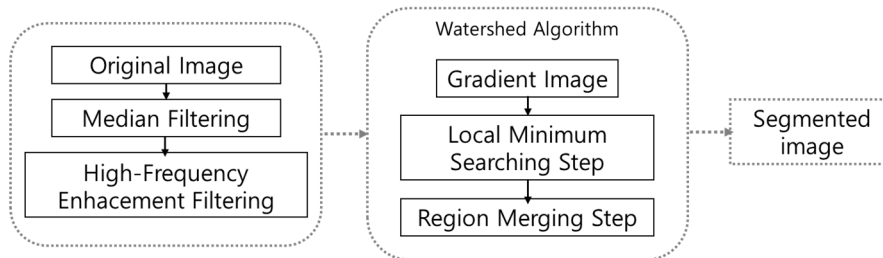 Original Image
Median Filtering
High-Frequency
Enhacement Filtering
Watershed Algorithm
Gradient Image
Local Minimum
Searching Step
Region Merging Step
Segmented
image